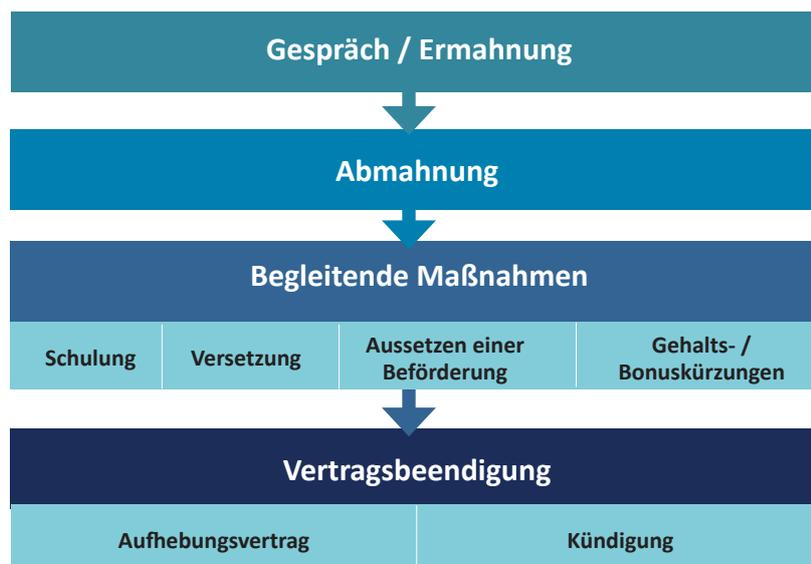 Gespräch / Ermahnung
Abmahnung
Begleitende Maßnahmen
Schulung
Versetzung
Aussetzen einer
Beförderung
Gehalts- /
Bonuskürzungen
Vertragsbeendigung
Aufhebungsvertrag
Kündigung